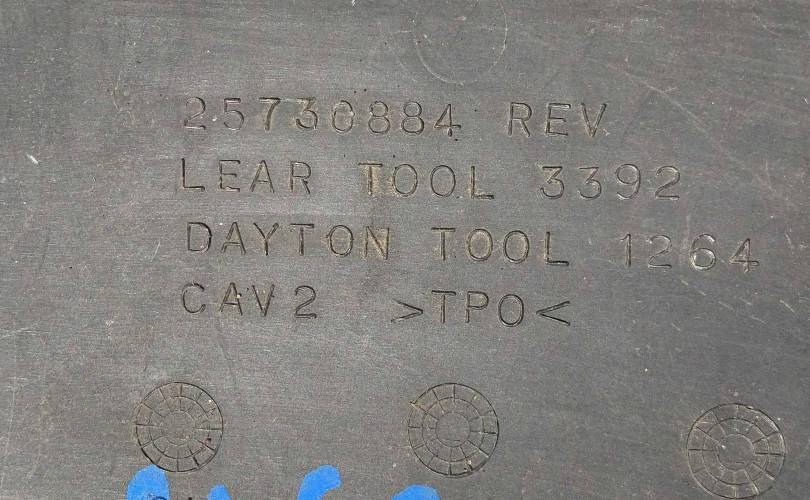 25730884 REV
LEAR TOOL 3392
DAYTON TOOL 1264
CAV2 >TPO<